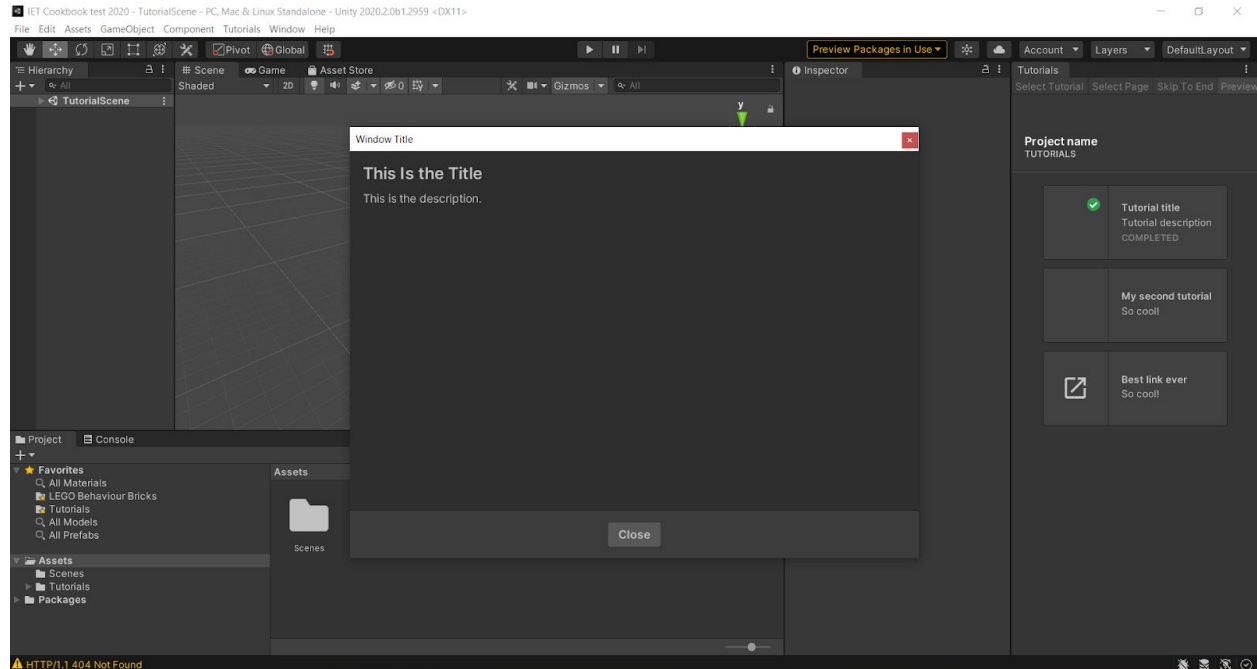 IET Cookbook test 2020 - TutorialScene - PC, Mac & Linux Standalone - Unity 2020.2.0b1.2959 <DX11>
File Edit Assets GameObject Component Tutorials Window Help
Pivot Global Preview Packages in Use Account Layers DefaultLayout
Hierarchy Scene Game Asset Store Inspector Tutorials
All Shaded 2D 0 Gizmos All Select Tutorial Select Page Skip To End Preview
TutorialScene
y
Window Title
This Is the Title
This is the description.
Close
Project name
TUTORIALS
Tutorial title
Tutorial description
COMPLETED
My second tutorial
So cool!
Best link ever
So cool!
Project Console
Favorites
All Materials
LEGO Behaviour Bricks
Tutorials
All Models
All Prefabs
Assets
Scenes
Tutorials
Packages
Assets
Scenes
HTTP/1.1 404 Not Found